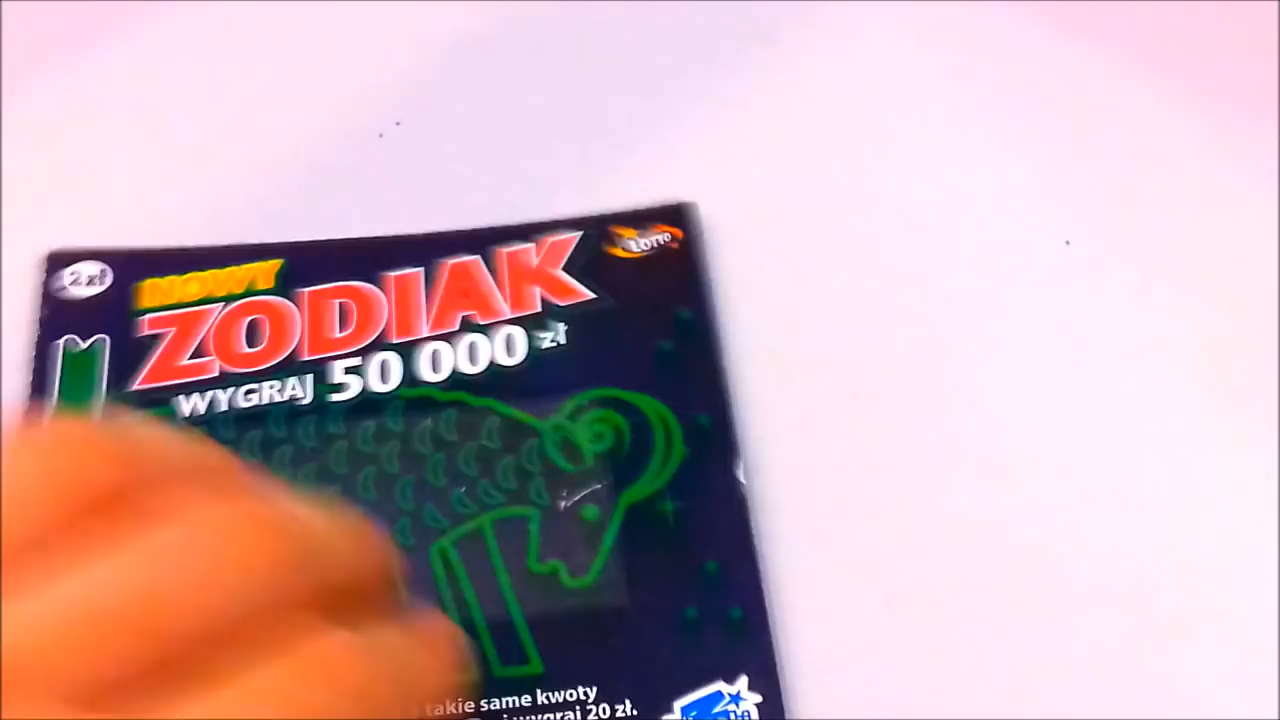 2 zł
NOWY
LOTTO
ZODIAK
WYGRAJ 50 000 zł
takie same kwoty
wygraj 20 zł.